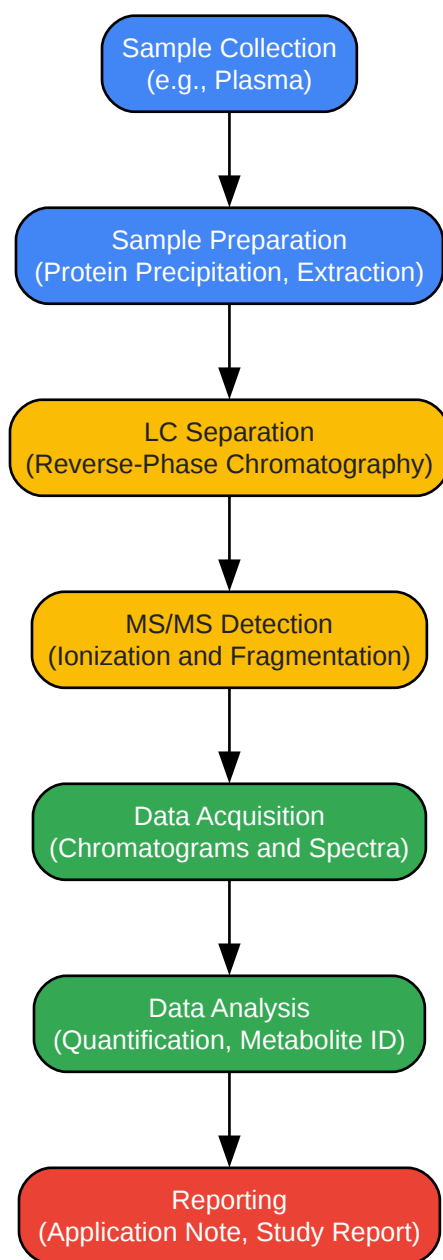 Sample Collection
(e.g., Plasma)
Sample Preparation
(Protein Precipitation, Extraction)
LC Separation
(Reverse-Phase Chromatography)
MS/MS Detection
(Ionization and Fragmentation)
Data Acquisition
(Chromatograms and Spectra)
Data Analysis
(Quantification, Metabolite ID)
Reporting
(Application Note, Study Report)